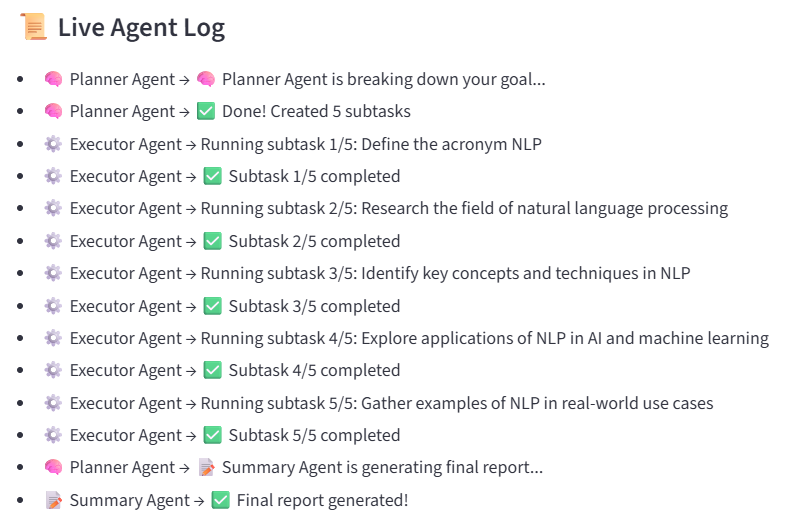 📜 Live Agent Log
• 🧠 Planner Agent → 🧠 Planner Agent is breaking down your goal...
• 🧠 Planner Agent → ✅ Done! Created 5 subtasks
• ⚙️ Executor Agent → Running subtask 1/5: Define the acronym NLP
• ⚙️ Executor Agent → ✅ Subtask 1/5 completed
• ⚙️ Executor Agent → Running subtask 2/5: Research the field of natural language processing
• ⚙️ Executor Agent → ✅ Subtask 2/5 completed
• ⚙️ Executor Agent → Running subtask 3/5: Identify key concepts and techniques in NLP
• ⚙️ Executor Agent → ✅ Subtask 3/5 completed
• ⚙️ Executor Agent → Running subtask 4/5: Explore applications of NLP in AI and machine learning
• ⚙️ Executor Agent → ✅ Subtask 4/5 completed
• ⚙️ Executor Agent → Running subtask 5/5: Gather examples of NLP in real-world use cases
• ⚙️ Executor Agent → ✅ Subtask 5/5 completed
• 🧠 Planner Agent → 📝 Summary Agent is generating final report...
• 📝 Summary Agent → ✅ Final report generated!